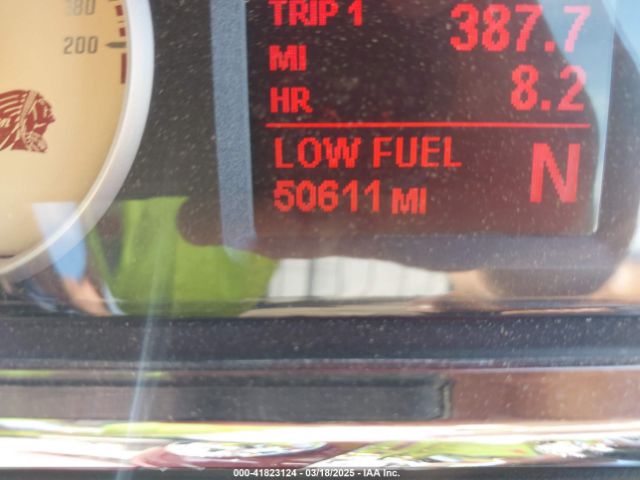 180
200
TRIP 1 387.7
MI
HR 8.2
LOW FUEL N
50611 MI
000-41823124 - 03/18/2025 - IAA Inc.